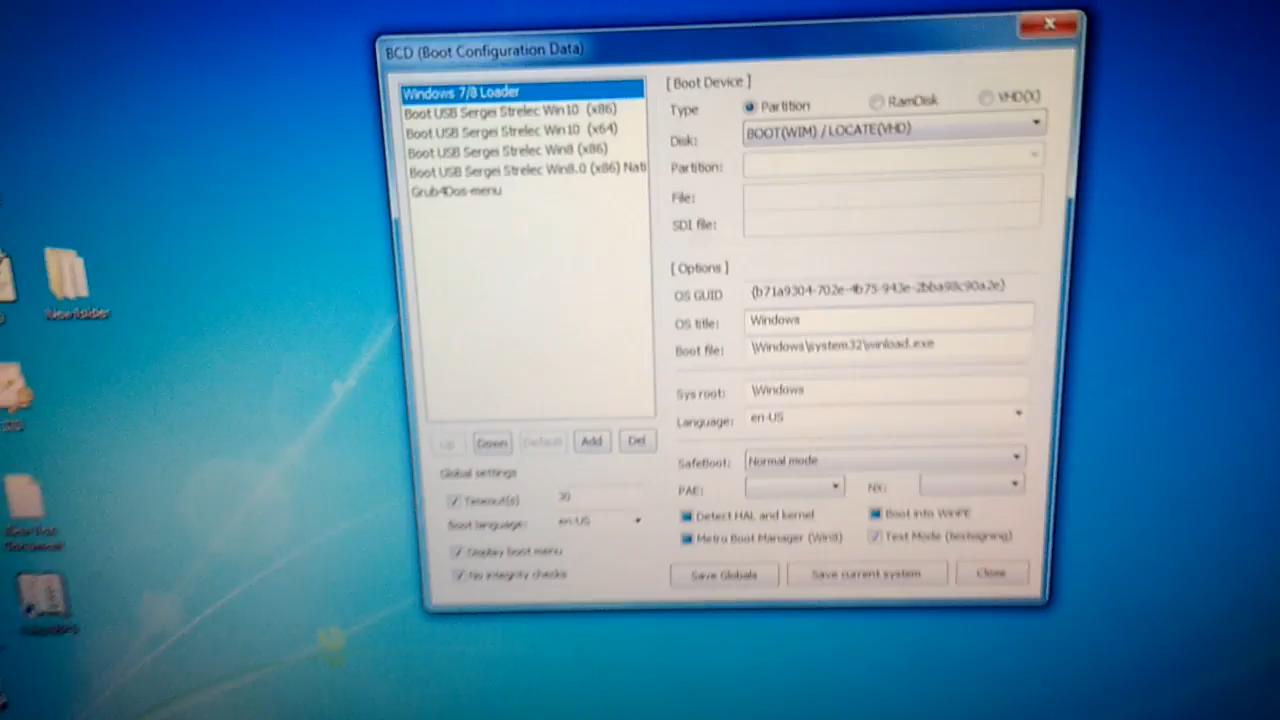 BCD (Boot Configuration Data)
Windows 7/8 Loader
Boot USB Sergei Strelec Win10 (x86)
Boot USB Sergei Strelec Win10 (x64)
Boot USB Sergei Strelec Win8 (x86)
Boot USB Sergei Strelec Win8.0 (x86) Nati
Grub4Dos-menu
Up Down Default Add Del
Global settings
Timeout(s) 30
Boot language: en-US
Display boot menu
No integrity checks
[ Boot Device ]
Type Partition RamDisk VHD(X)
Disk: BOOT(WIM) / LOCATE(VHD)
Partition:
File:
SDI file:
[ Options ]
OS GUID {b71a9304-702e-4b75-943e-2bba98c90a2e}
OS title: Windows
Boot file: \Windows\system32\winload.exe
Sys root: \Windows
Language: en-US
SafeBoot: Normal mode
PAE: NX:
Detect HAL and kernel Boot into WinPE
Metro Boot Manager (Win8) Test Mode (testsigning)
Save Globals Save current system Close
New folder